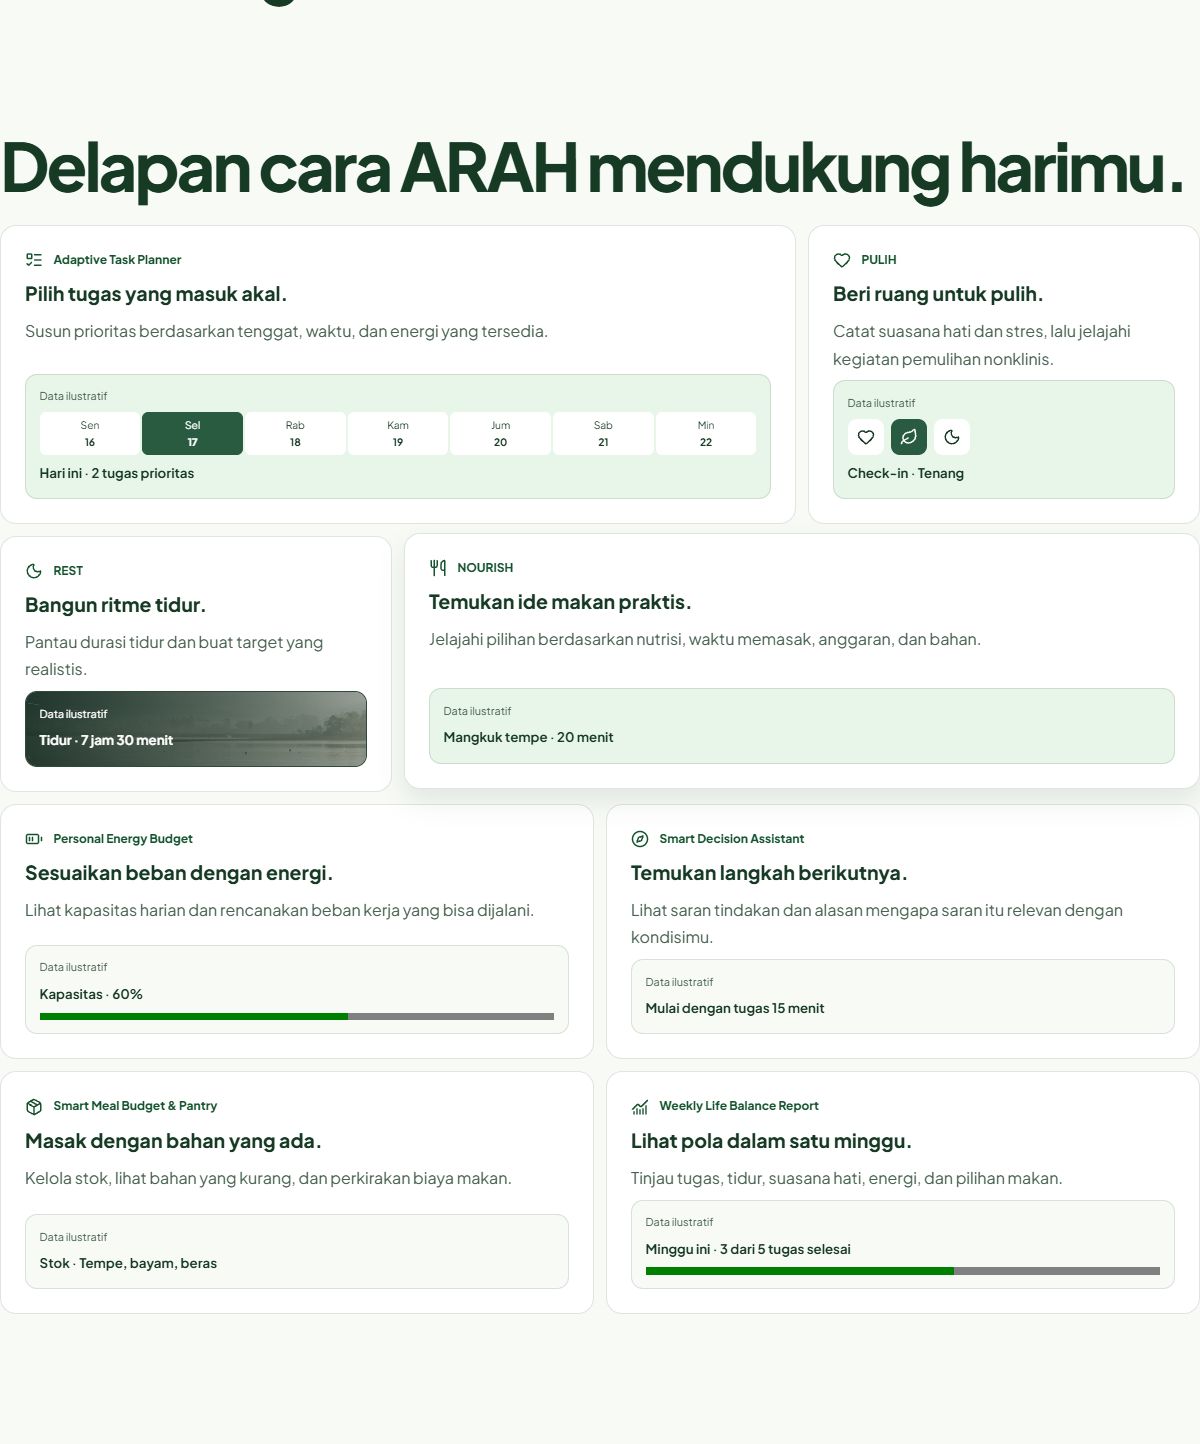 Delapan cara ARAH mendukung harimu.
Adaptive Task Planner
Pilih tugas yang masuk akal.
Susun prioritas berdasarkan tenggat, waktu, dan energi yang tersedia.
Data ilustratif
Sen Sel Rab Kam Jum Sab Min
16 17 18 19 20 21 22
Hari ini · 2 tugas prioritas
PULIH
Beri ruang untuk pulih.
Catat suasana hati dan stres, lalu jelajahi
kegiatan pemulihan nonklinis.
Data ilustratif
Check-in · Tenang
REST
Bangun ritme tidur.
Pantau durasi tidur dan buat target yang
realistis.
Data ilustratif
Tidur · 7 jam 30 menit
NOURISH
Temukan ide makan praktis.
Jelajahi pilihan berdasarkan nutrisi, waktu memasak, anggaran, dan bahan.
Data ilustratif
Mangkuk tempe · 20 menit
Personal Energy Budget
Sesuaikan beban dengan energi.
Lihat kapasitas harian dan rencanakan beban kerja yang bisa dijalani.
Data ilustratif
Kapasitas · 60%
Smart Decision Assistant
Temukan langkah berikutnya.
Lihat saran tindakan dan alasan mengapa saran itu relevan dengan
kondisimu.
Data ilustratif
Mulai dengan tugas 15 menit
Smart Meal Budget & Pantry
Masak dengan bahan yang ada.
Kelola stok, lihat bahan yang kurang, dan perkirakan biaya makan.
Data ilustratif
Stok · Tempe, bayam, beras
Weekly Life Balance Report
Lihat pola dalam satu minggu.
Tinjau tugas, tidur, suasana hati, energi, dan pilihan makan.
Data ilustratif
Minggu ini · 3 dari 5 tugas selesai